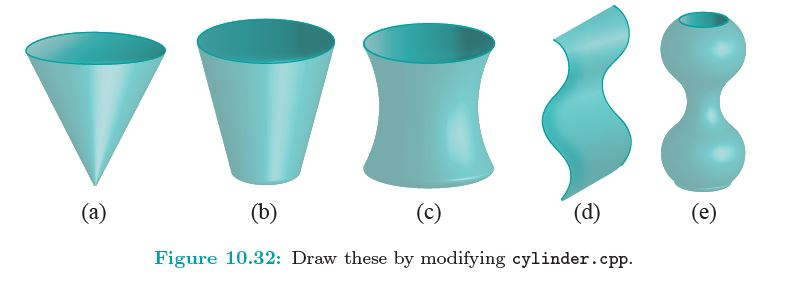 (a) (b) (c) (d) (e)
Figure 10.32: Draw these by modifying cylinder.cpp.